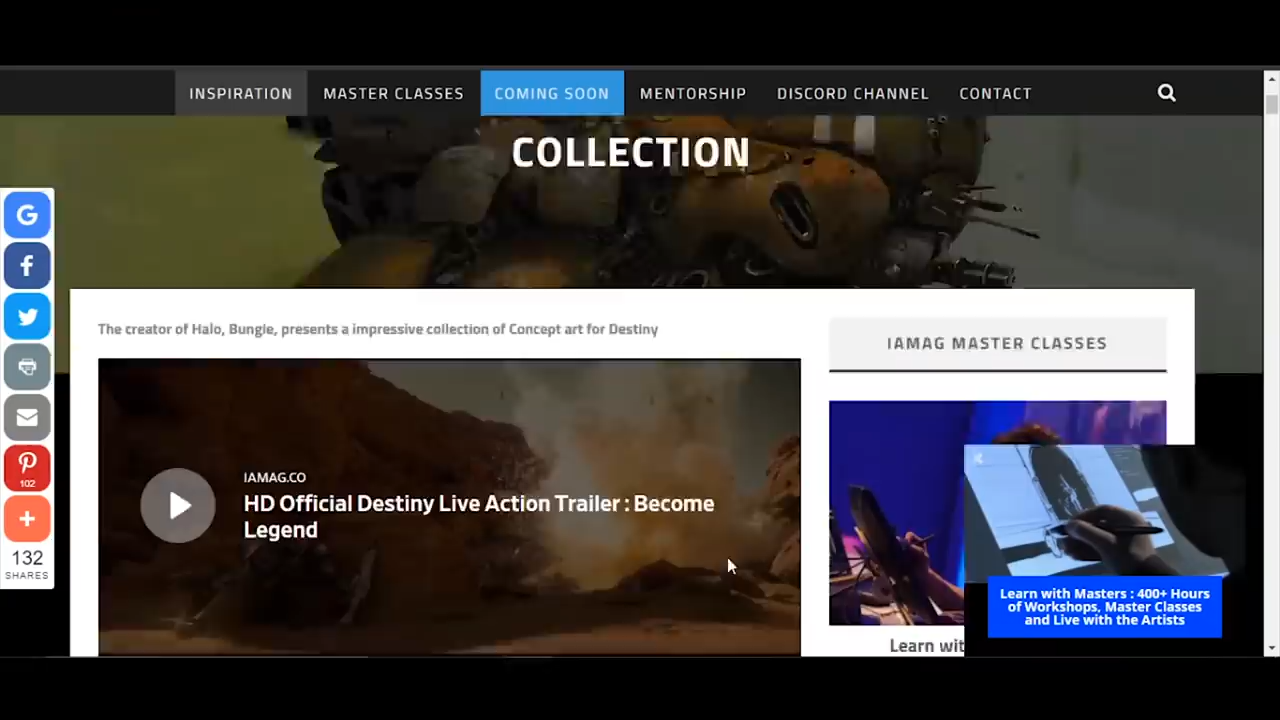 INSPIRATION
MASTER CLASSES
COMING SOON
MENTORSHIP
DISCORD CHANNEL
CONTACT
COLLECTION
102
132
SHARES
The creator of Halo, Bungie, presents a impressive collection of Concept art for Destiny
IAMAG.CO
HD Official Destiny Live Action Trailer : Become
Legend
IAMAG MASTER CLASSES
Learn wit
Learn with Masters : 400+ Hours
of Workshops, Master Classes
and Live with the Artists